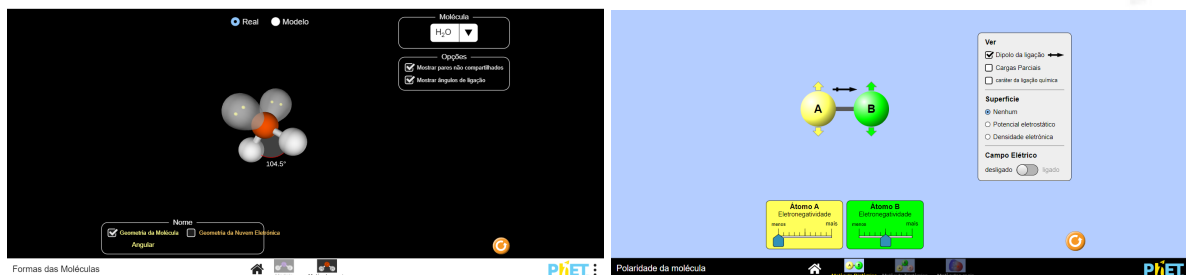 Real Modelo
Molécula
H₂O
Opções
Mostrar pares não compartilhados
Mostrar ângulos de ligação
104.5°
Nome
Geometria da Molécula Geometria da Nuvem Eletrônica
Angular
Formas das Moléculas
PhET
Ver
Dipolo da ligação
Cargas Parciais
caráter da ligação química
Superfície
Nenhum
Potencial eletrostático
Densidade eletrônica
Campo Elétrico
desligado ligado
A B
Átomo A
Eletronegatividade
menos mais
Átomo B
Eletronegatividade
menos mais
Polaridade da molécula
PhET